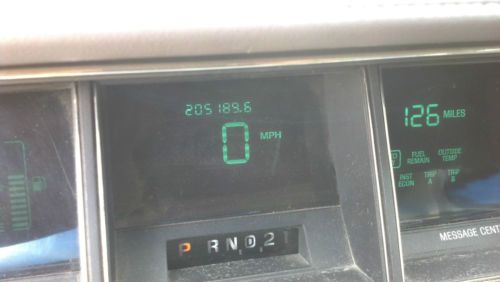 205189.6
0 MPH
P R N D 2 1
126 MILES
FUEL REMAIN
OUTSIDE TEMP
INST ECON
TRIP A
TRIP B
MESSAGE CENT